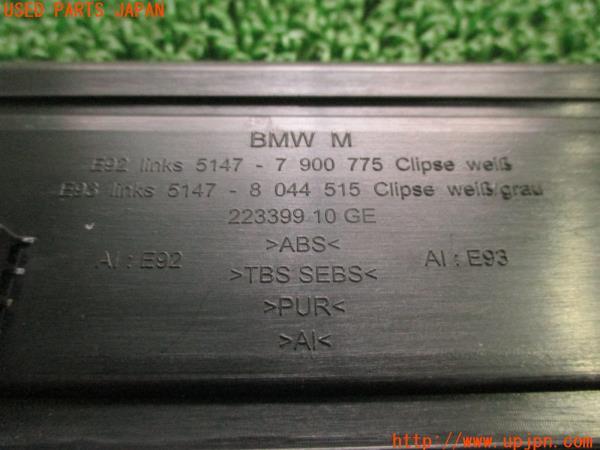 USED PARTS JAPAN
BMW M
E92 links 5147 - 7 900 775 Clipse weiß
E93 links 5147 - 8 044 515 Clipse weiß/grau
223399 10 GE
>ABS<
AI : E92 >TBS SEBS< AI : E93
>PUR<
>AI<
http://www.upjpn.com/